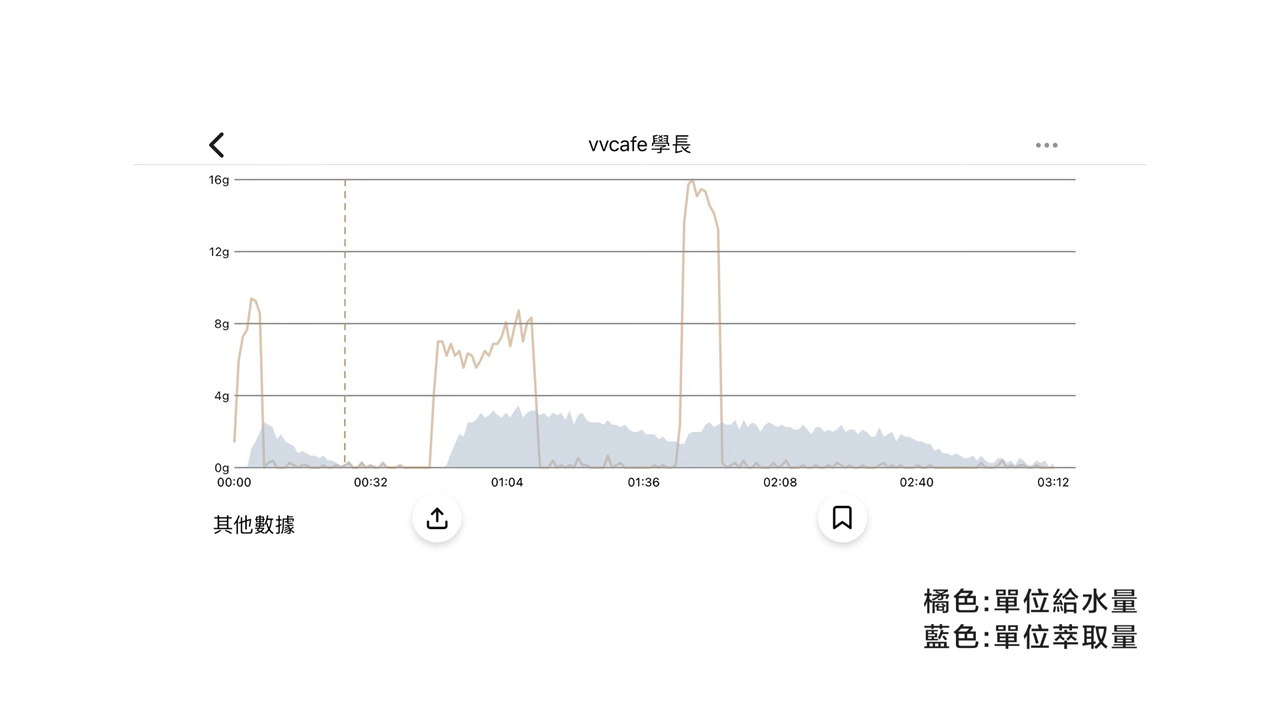 vvcafe學長
16g
12g
8g
4g
0g
00:00 00:32 01:04 01:36 02:08 02:40 03:12
其他數據
橘色:單位給水量
藍色:單位萃取量